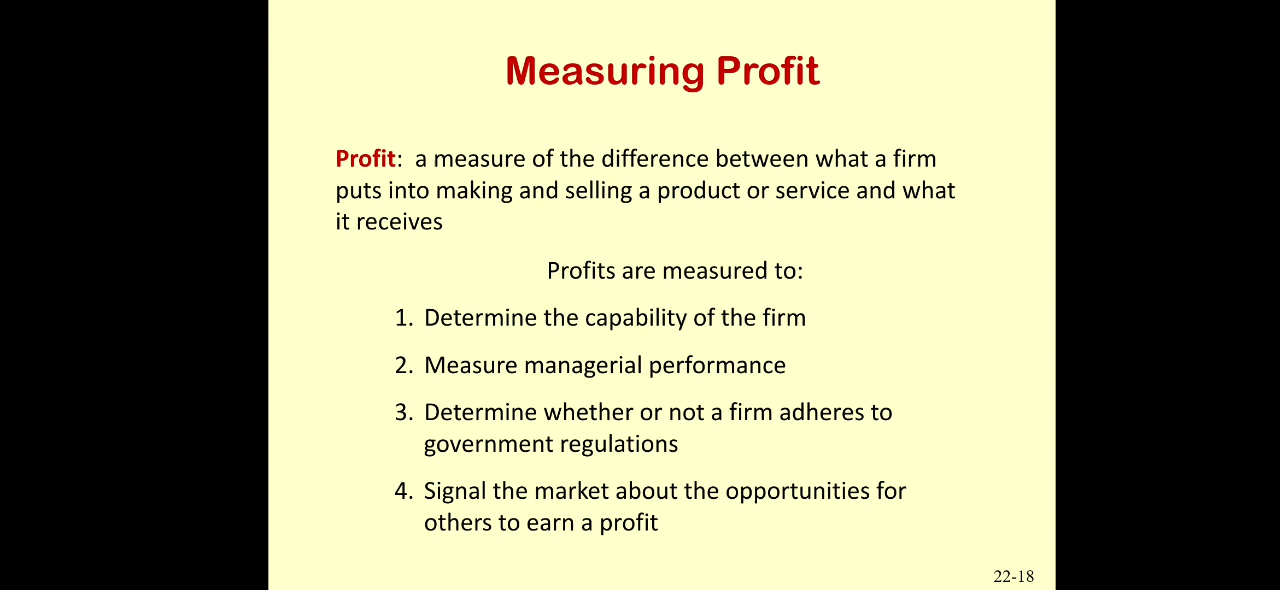 Measuring Profit
Profit:  a measure of the difference between what a firm
puts into making and selling a product or service and what
it receives
Profits are measured to:
1. Determine the capability of the firm
2. Measure managerial performance
3. Determine whether or not a firm adheres to
government regulations
4. Signal the market about the opportunities for
others to earn a profit
22-18